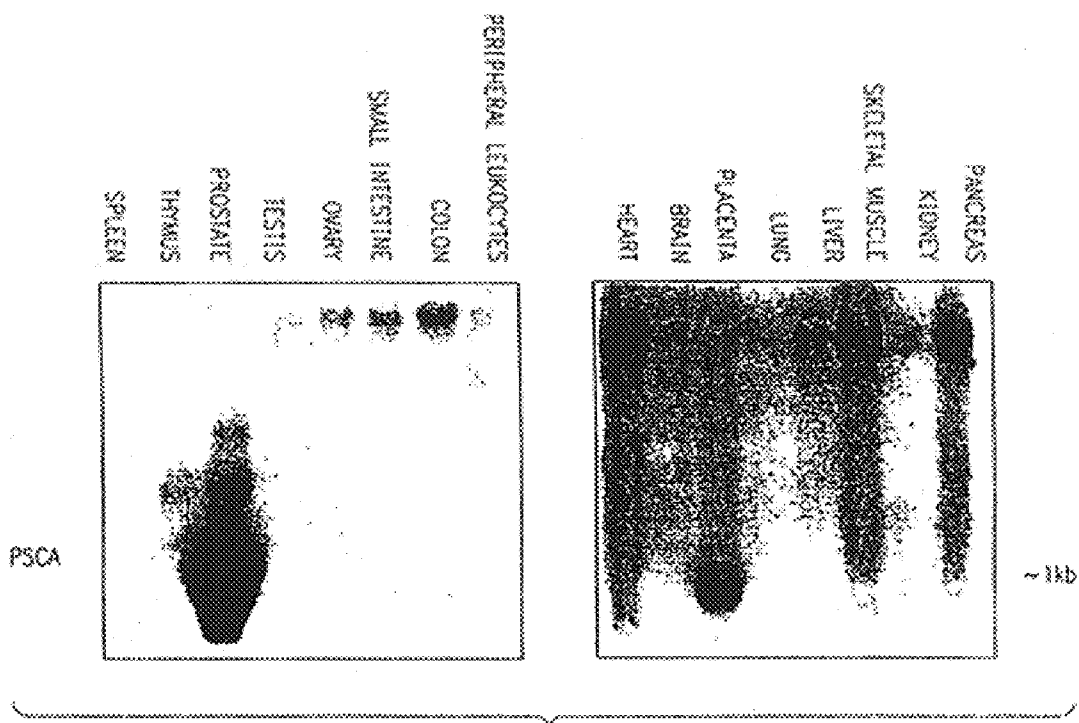 SPLEEN
THYMUS
PROSTATE
TESTIS
OVARY
SMALL INTESTINE
COLON
PERIPHERAL LEUKOCYTES
HEART
BRAIN
PLACENTA
LUNG
LIVER
SKELETAL MUSCLE
KIDNEY
PANCREAS
PSCA
~ 1kb